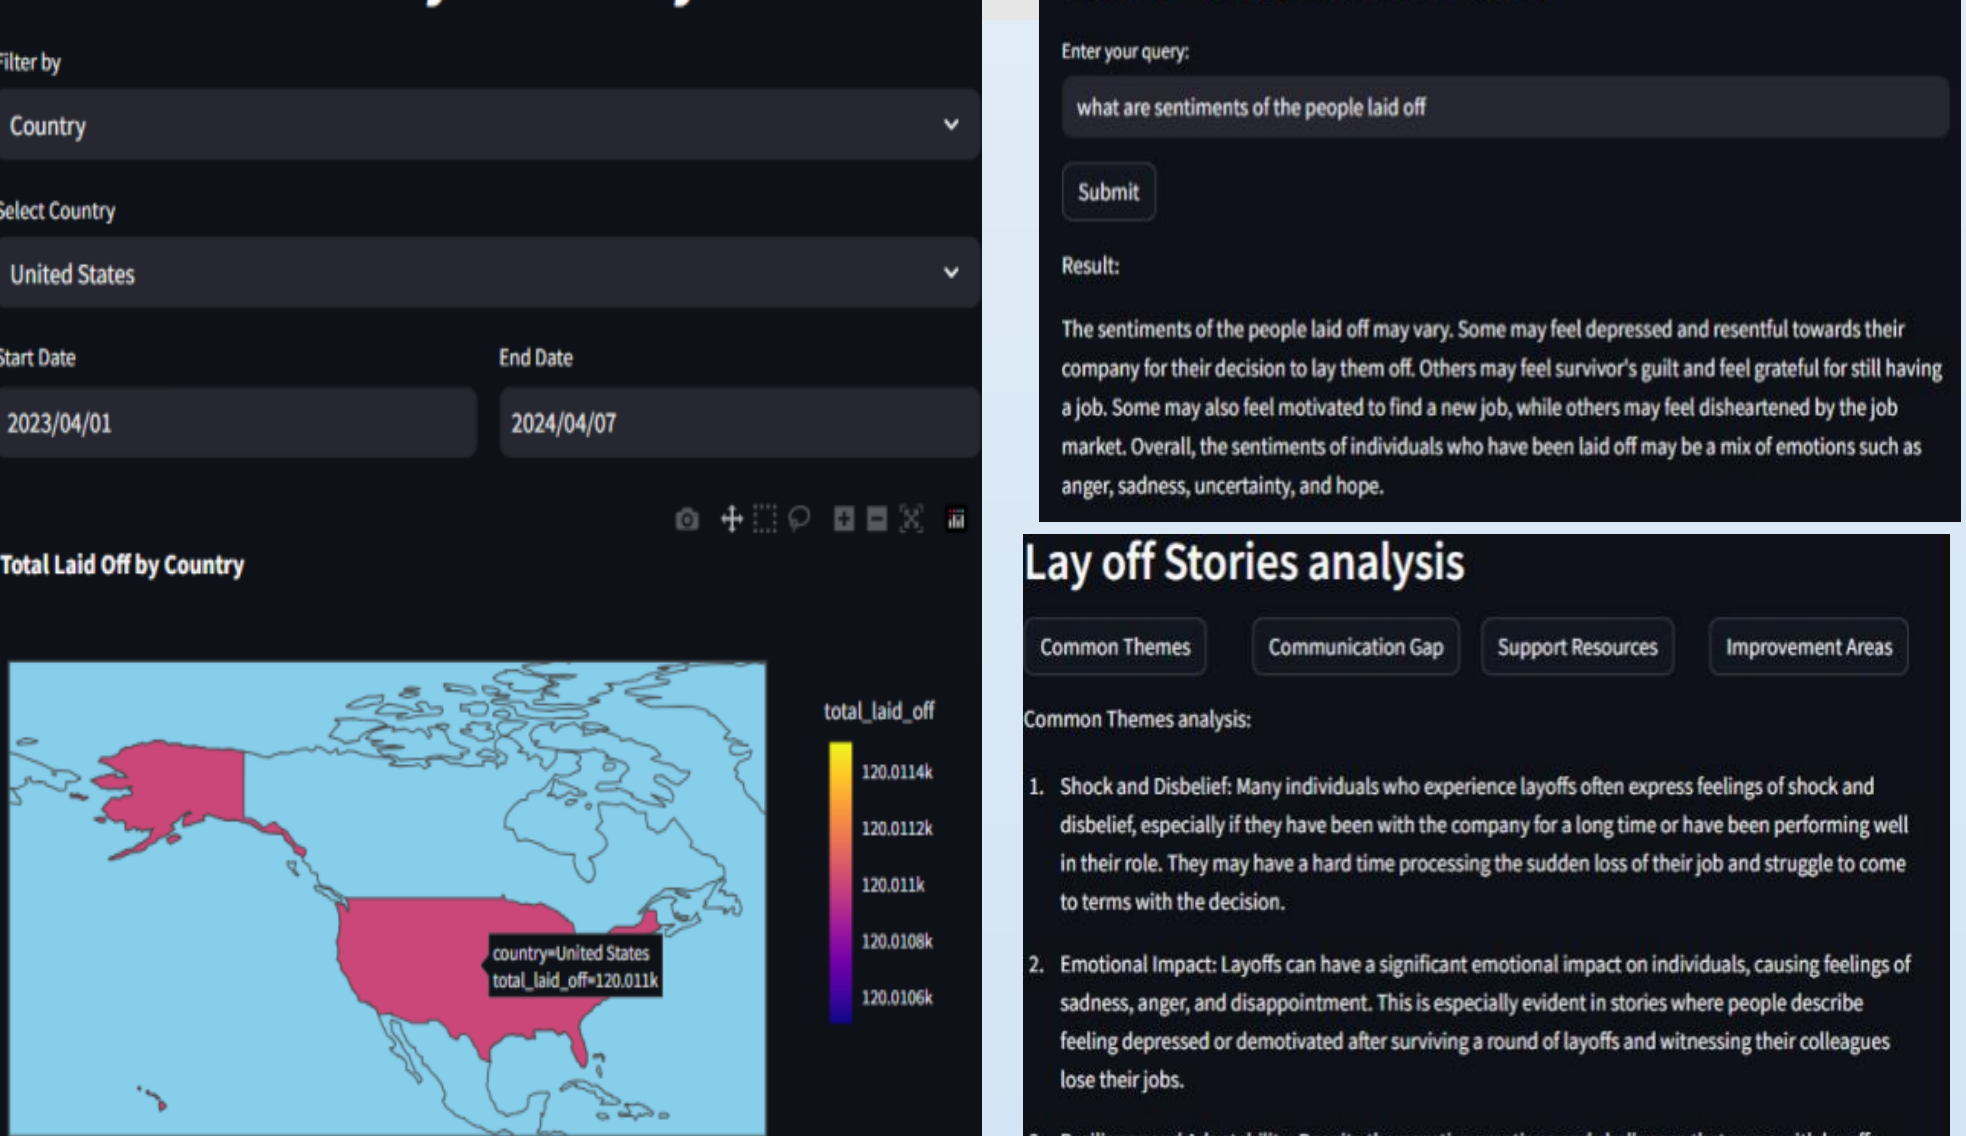 Filter by
Country
Select Country
United States
Start Date
End Date
2023/04/01
2024/04/07
Total Laid Off by Country
total_laid_off
120.0114k
120.0112k
120.011k
120.0108k
120.0106k
country=United States
total_laid_off=120.011k
Enter your query:
what are sentiments of the people laid off
Submit
Result:
The sentiments of the people laid off may vary. Some may feel depressed and resentful towards their
company for their decision to lay them off. Others may feel survivor's guilt and feel grateful for still having
a job. Some may also feel motivated to find a new job, while others may feel disheartened by the job
market. Overall, the sentiments of individuals who have been laid off may be a mix of emotions such as
anger, sadness, uncertainty, and hope.
Lay off Stories analysis
Common Themes
Communication Gap
Support Resources
Improvement Areas
Common Themes analysis:
1. Shock and Disbelief: Many individuals who experience layoffs often express feelings of shock and
disbelief, especially if they have been with the company for a long time or have been performing well
in their role. They may have a hard time processing the sudden loss of their job and struggle to come
to terms with the decision.
2. Emotional Impact: Layoffs can have a significant emotional impact on individuals, causing feelings of
sadness, anger, and disappointment. This is especially evident in stories where people describe
feeling depressed or demotivated after surviving a round of layoffs and witnessing their colleagues
lose their jobs.